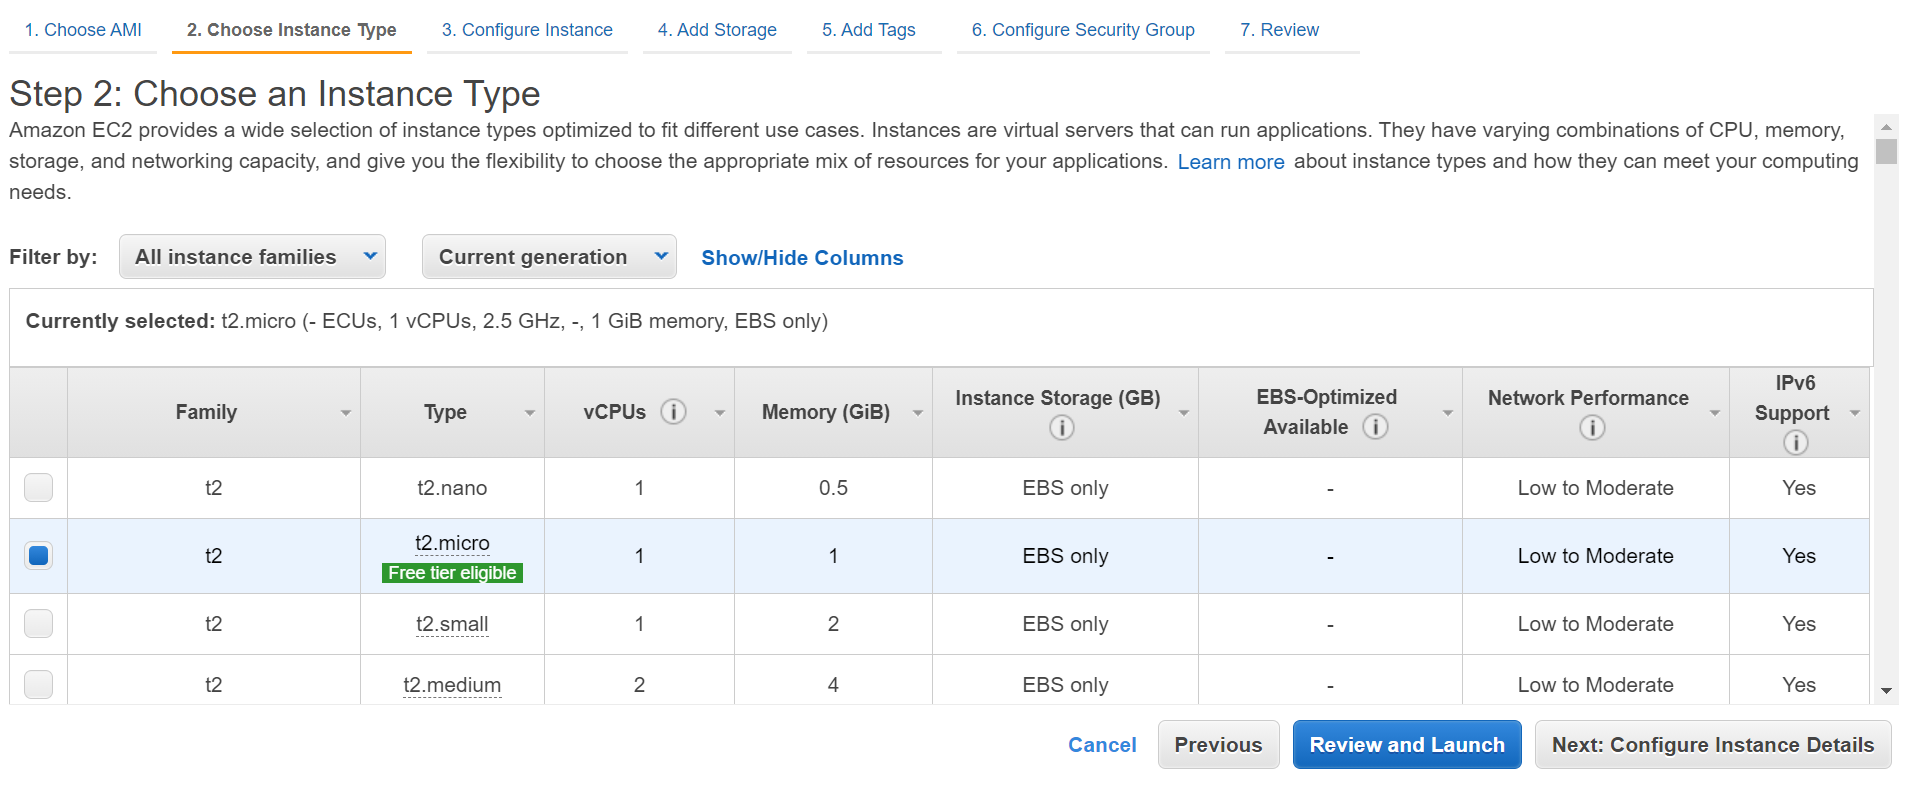 1. Choose AMI 2. Choose Instance Type 3. Configure Instance 4. Add Storage 5. Add Tags 6. Configure Security Group 7. Review
Step 2: Choose an Instance Type
Amazon EC2 provides a wide selection of instance types optimized to fit different use cases. Instances are virtual servers that can run applications. They have varying combinations of CPU, memory,
storage, and networking capacity, and give you the flexibility to choose the appropriate mix of resources for your applications. Learn more about instance types and how they can meet your computing
needs.
Filter by: All instance families Current generation Show/Hide Columns
Currently selected: t2.micro (- ECUs, 1 vCPUs, 2.5 GHz, -, 1 GiB memory, EBS only)
Family Type vCPUs i Memory (GiB) Instance Storage (GB) i EBS-Optimized Available i Network Performance i IPv6 Support i
t2 t2.nano 1 0.5 EBS only - Low to Moderate Yes
t2 t2.micro Free tier eligible 1 1 EBS only - Low to Moderate Yes
t2 t2.small 1 2 EBS only - Low to Moderate Yes
t2 t2.medium 2 4 EBS only - Low to Moderate Yes
Cancel Previous Review and Launch Next: Configure Instance Details